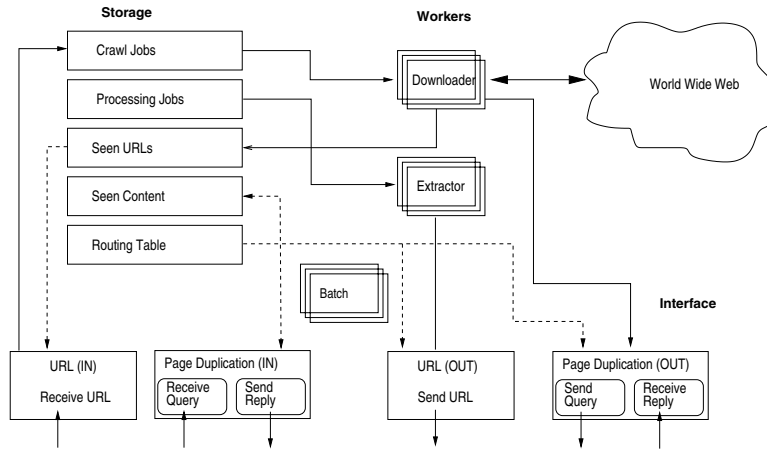 Storage
Workers
Crawl Jobs
Downloader
World Wide Web
Processing Jobs
Seen URLs
Seen Content
Extractor
Routing Table
Batch
Interface
URL (IN)
Receive URL
Page Duplication (IN)
Receive
Query
Send
Reply
URL (OUT)
Send URL
Page Duplication (OUT)
Send
Query
Receive
Reply